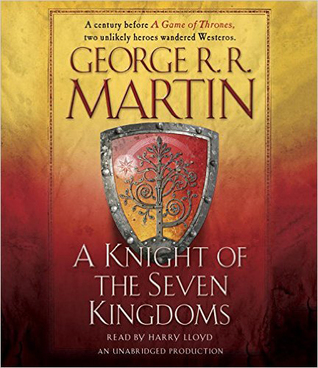 A century before A Game of Thrones,
two unlikely heroes wandered Westeros.
GEORGE R. R.
MARTIN
A KNIGHT OF
THE SEVEN
KINGDOMS
READ BY HARRY LLOYD
AN UNABRIDGED PRODUCTION